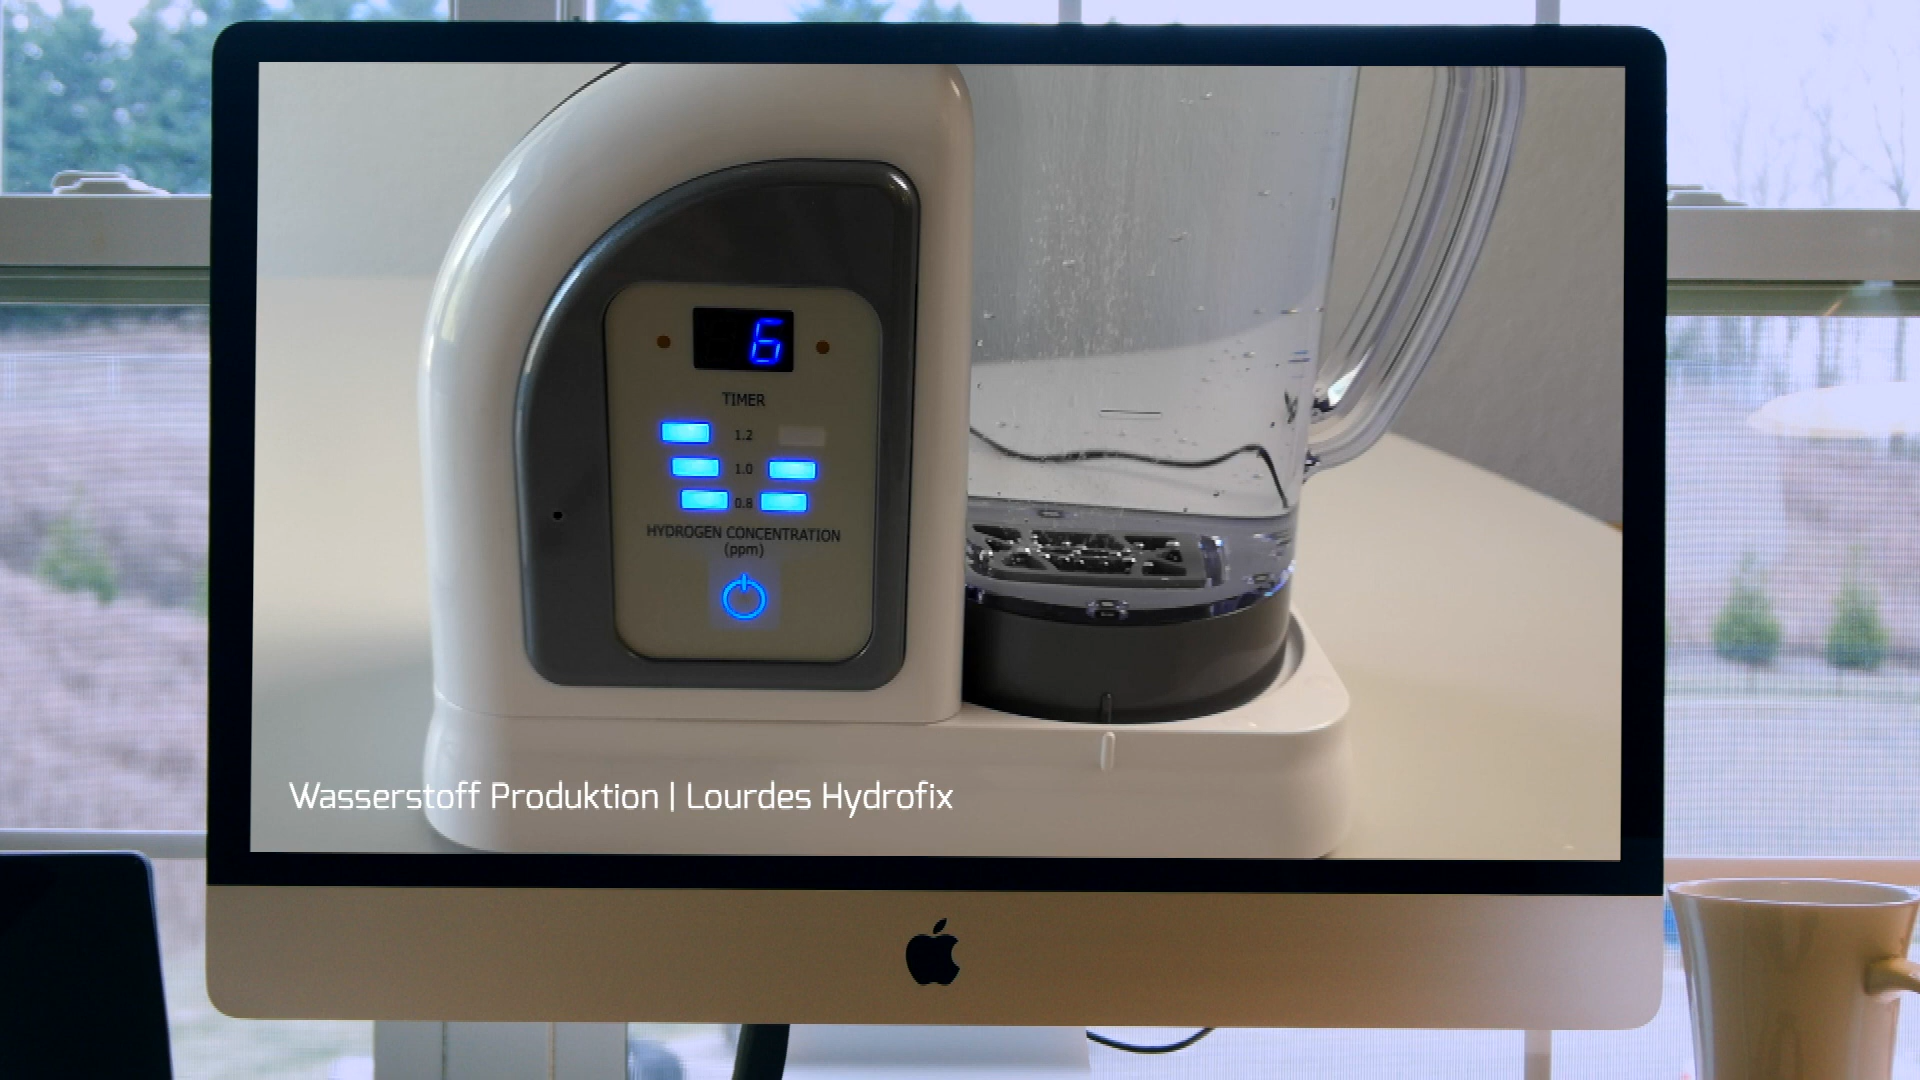 6
TIMER
1.2
1.0
0.8
HYDROGEN CONCENTRATION
(ppm)
Wasserstoff Produktion | Lourdes Hydrofix